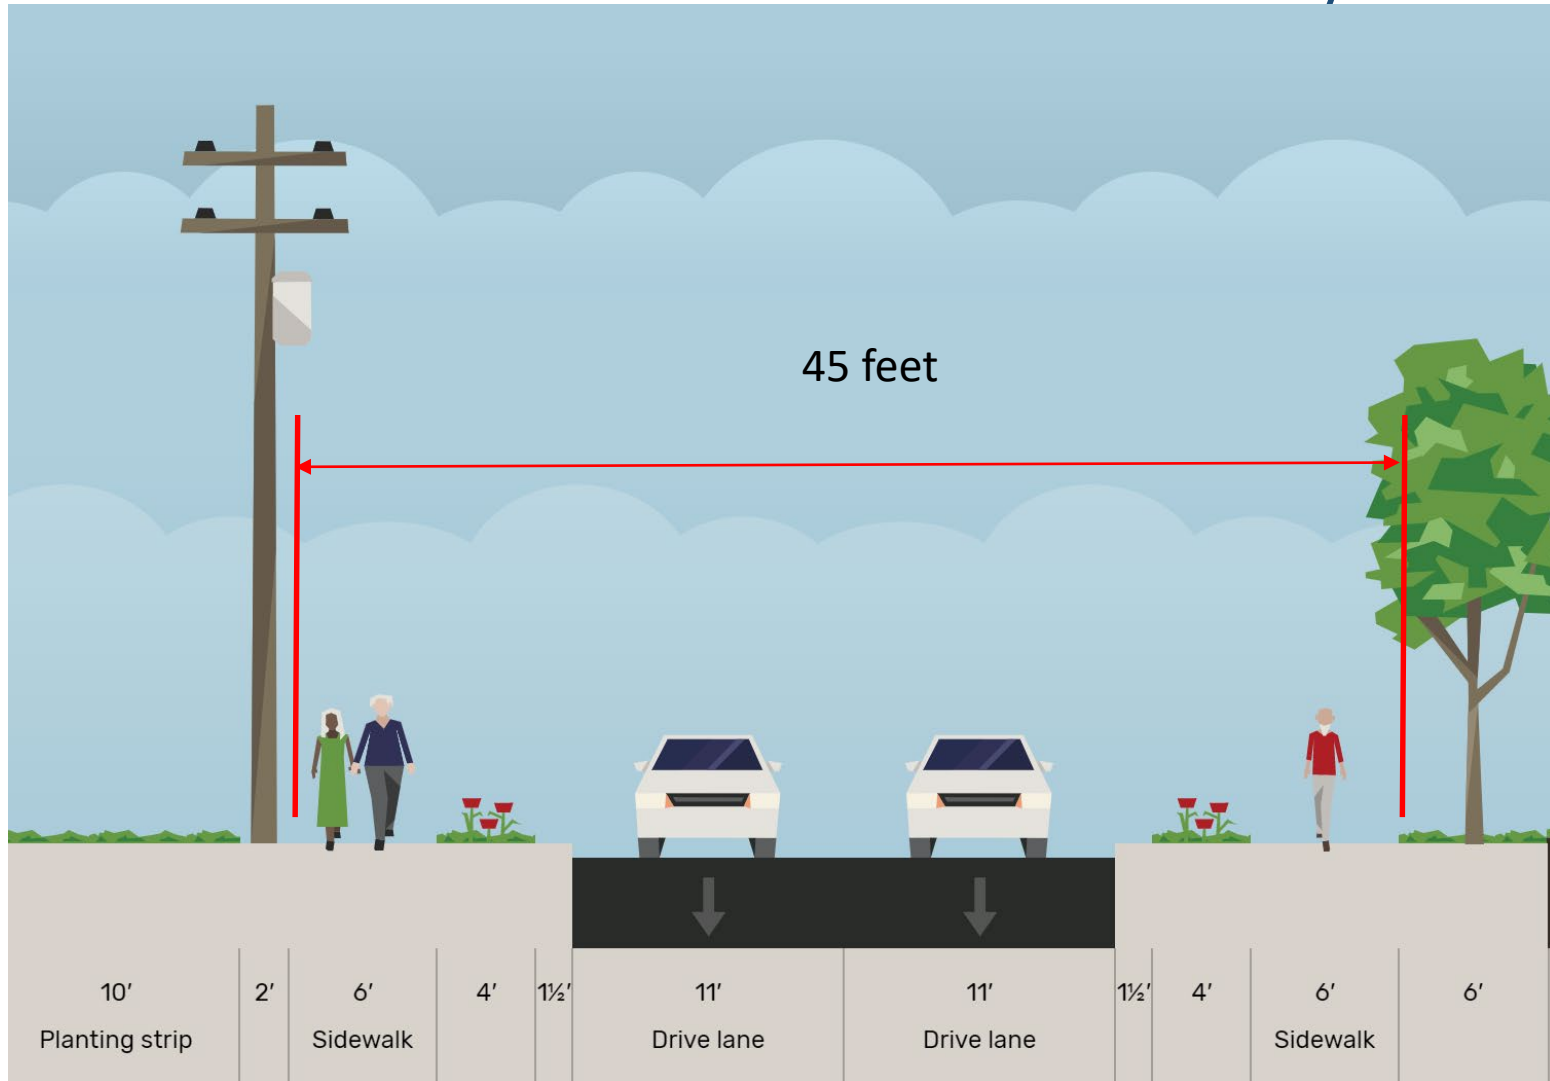 45 feet
10′ 2′ 6′ 4′ 1½′ 11′ 11′ 1½′ 4′ 6′ 6′
Planting strip Sidewalk Drive lane Drive lane Sidewalk